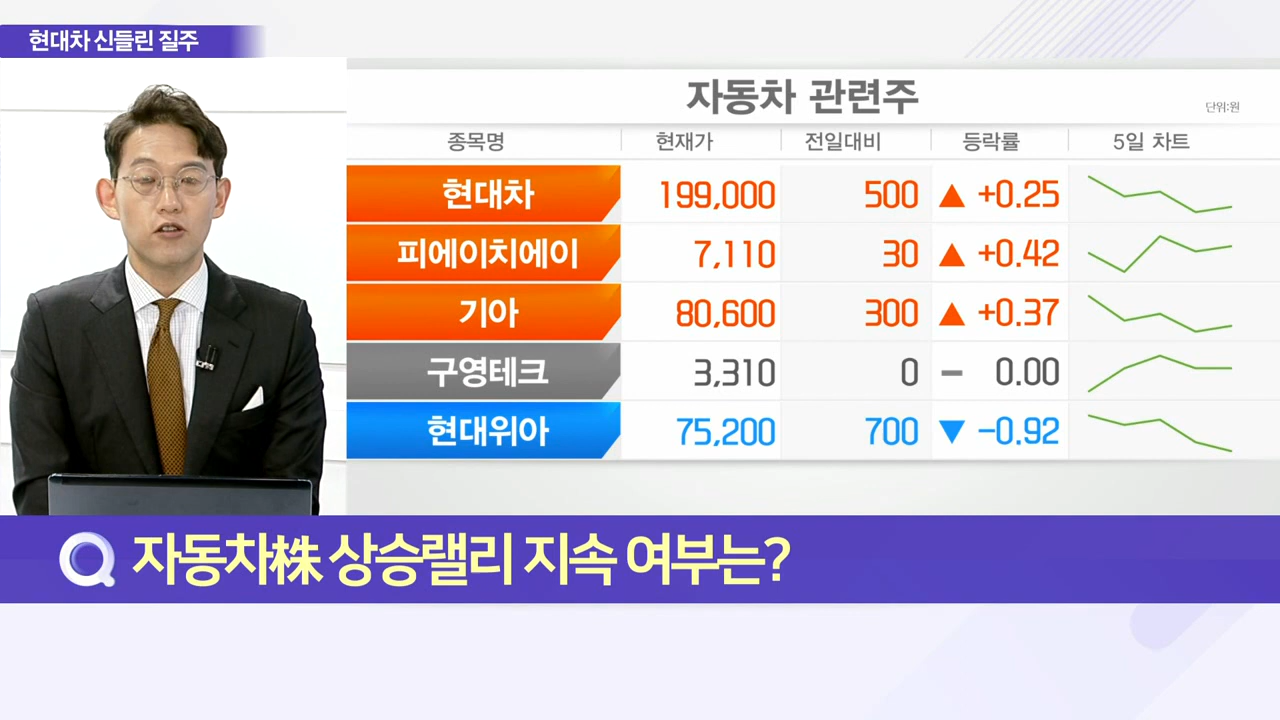 현대차 신들린 질주
자동차 관련주
단위:원
종목명 현재가 전일대비 등락률 5일 차트
현대차 199,000 500 ▲ +0.25
피에이치에이 7,110 30 ▲ +0.42
기아 80,600 300 ▲ +0.37
구영테크 3,310 0 - 0.00
현대위아 75,200 700 ▼ -0.92
Q 자동차株 상승랠리 지속 여부는?